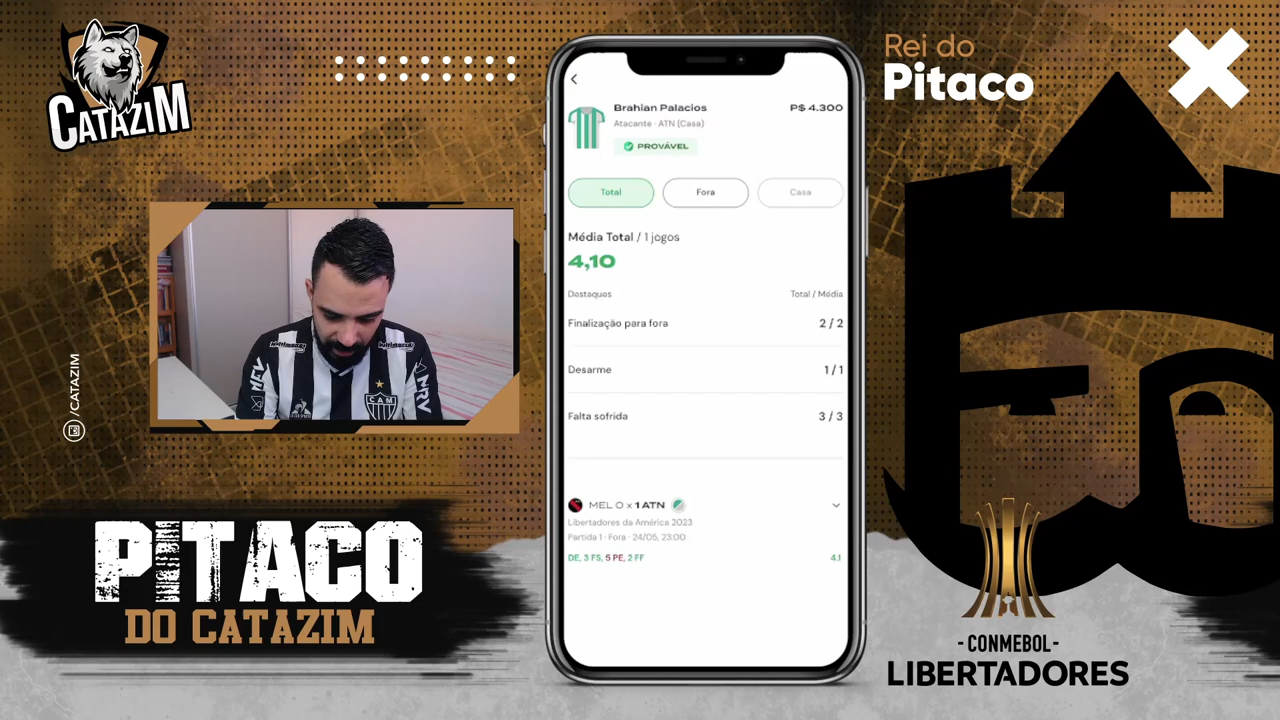 CATAZIM
/CATAZIM
multimarcas
MRV
CAM
PITACO
DO CATAZIM
Brahian Palacios
P$ 4.300
Atacante · ATN (Casa)
PROVÁVEL
Total
Fora
Casa
Média Total / 1 jogos
4,10
Destaques
Total / Média
Finalização para fora
2 / 2
Desarme
1 / 1
Falta sofrida
3 / 3
MEL 0 x 1 ATN
Libertadores da América 2023
Partida 1 · Fora · 24/05, 23:00
DE, 3 FS, 5 PE, 2 FF
4.1
Rei do
Pitaco
-CONMEBOL-
LIBERTADORES